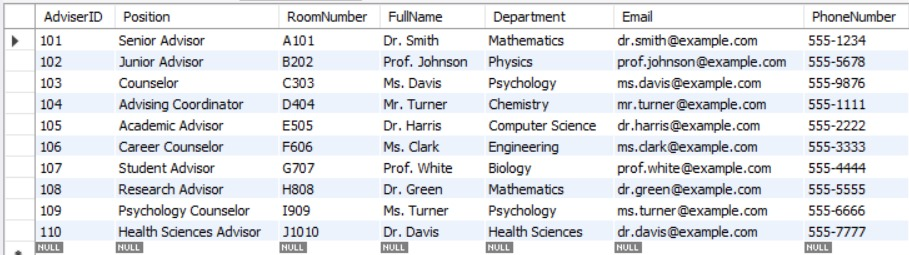 AdviserID Position RoomNumber FullName Department Email PhoneNumber
101 Senior Advisor A101 Dr. Smith Mathematics dr.smith@example.com 555-1234
102 Junior Advisor B202 Prof. Johnson Physics prof.johnson@example.com 555-5678
103 Counselor C303 Ms. Davis Psychology ms.davis@example.com 555-9876
104 Advising Coordinator D404 Mr. Turner Chemistry mr.turner@example.com 555-1111
105 Academic Advisor E505 Dr. Harris Computer Science dr.harris@example.com 555-2222
106 Career Counselor F606 Ms. Clark Engineering ms.clark@example.com 555-3333
107 Student Advisor G707 Prof. White Biology prof.white@example.com 555-4444
108 Research Advisor H808 Dr. Green Mathematics dr.green@example.com 555-5555
109 Psychology Counselor I909 Ms. Turner Psychology ms.turner@example.com 555-6666
110 Health Sciences Advisor J1010 Dr. Davis Health Sciences dr.davis@example.com 555-7777
NULL NULL NULL NULL NULL NULL NULL